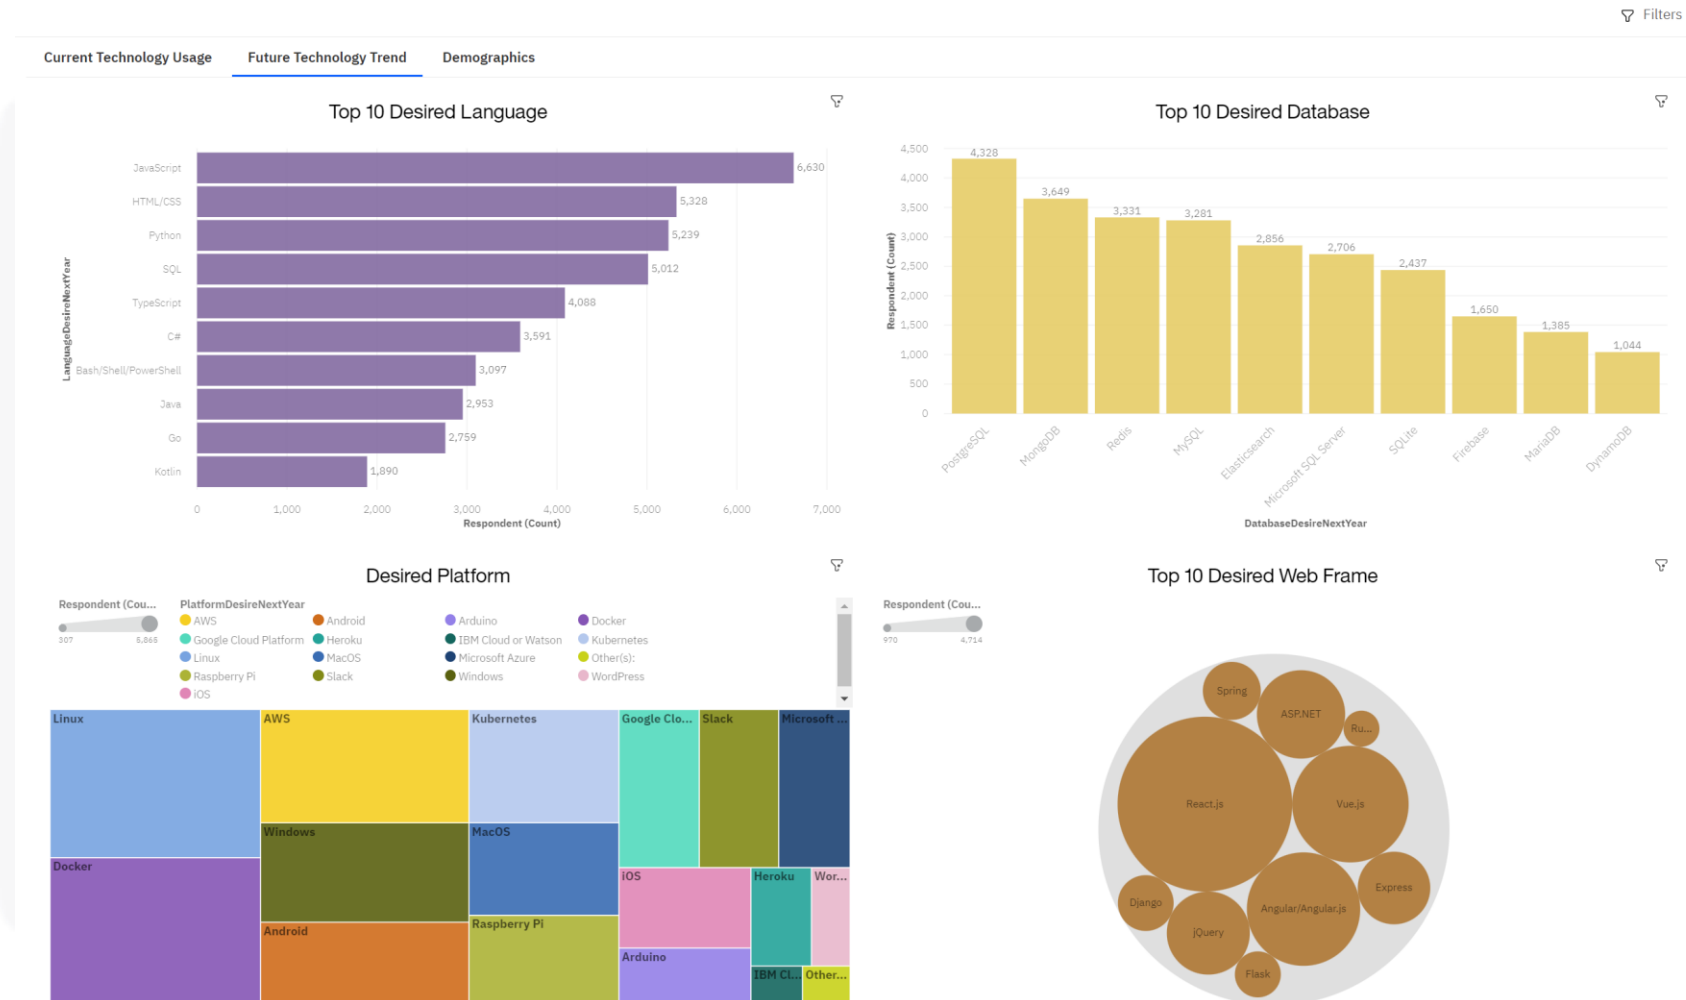 Filters
Current Technology Usage Future Technology Trend Demographics
Top 10 Desired Language
LanguageDesireNextYear
JavaScript 6,630
HTML/CSS 5,328
Python 5,239
SQL 5,012
TypeScript 4,088
C# 3,591
Bash/Shell/PowerShell 3,097
Java 2,953
Go 2,759
Kotlin 1,890
0 1,000 2,000 3,000 4,000 5,000 6,000 7,000
Respondent (Count)
Top 10 Desired Database
Respondent (Count)
4,500
4,000
3,500
3,000
2,500
2,000
1,500
1,000
500
0
4,328 3,649 3,331 3,281 2,856 2,706 2,437 1,650 1,385 1,044
PostgreSQL MongoDB Redis MySQL Elasticsearch Microsoft SQL Server SQLite Firebase MariaDB DynamoDB
DatabaseDesireNextYear
Desired Platform
Respondent (Cou...
307 5,865
PlatformDesireNextYear
AWS Android Arduino Docker
Google Cloud Platform Heroku IBM Cloud or Watson Kubernetes
Linux MacOS Microsoft Azure Other(s):
Raspberry Pi Slack Windows WordPress
iOS
Linux AWS Kubernetes Google Clo... Slack Microsoft ...
Windows MacOS
Docker iOS Heroku Wor...
Android Raspberry Pi
Arduino IBM Cl... Other...
Top 10 Desired Web Frame
Respondent (Cou...
970 4,714
Spring
ASP.NET
Ru...
React.js
Vue.js
Express
Django
Angular/Angular.js
jQuery
Flask